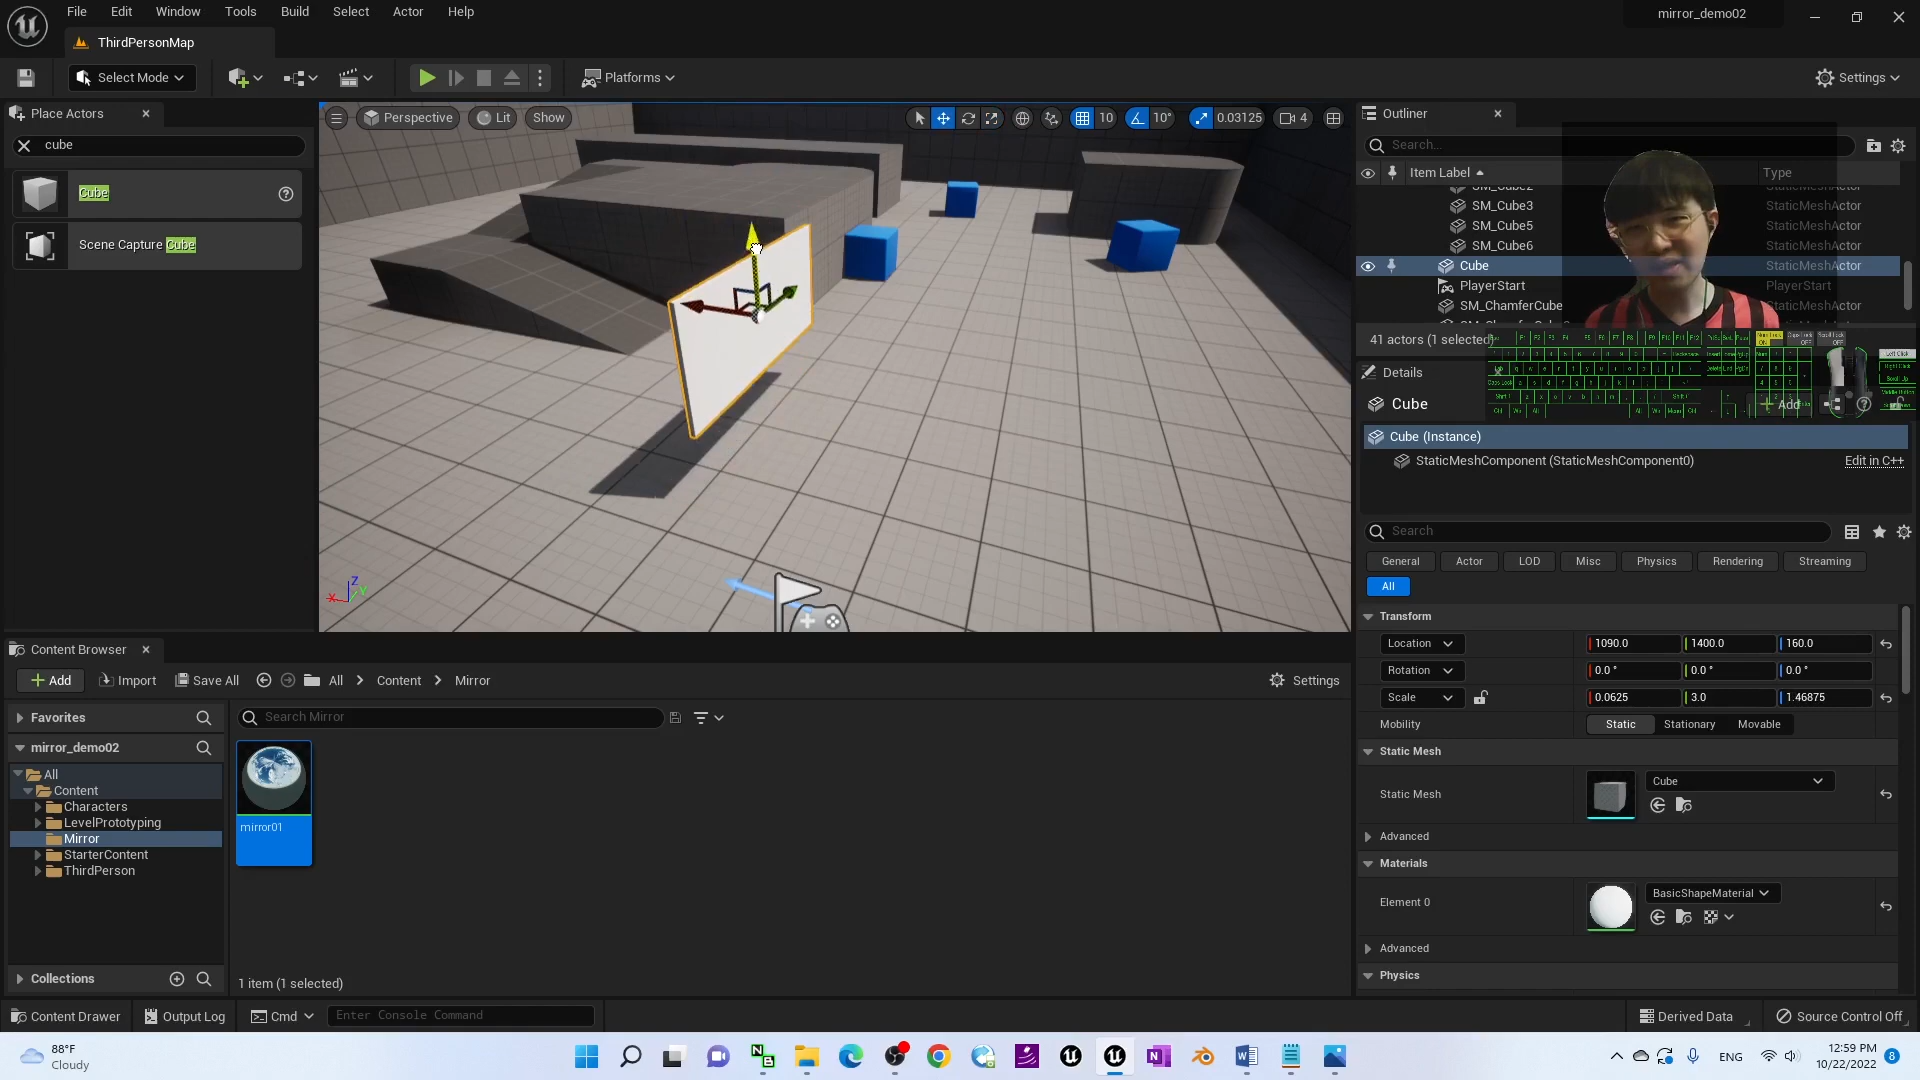 File Edit Window Tools Build Select Actor Help
mirror_demo02
ThirdPersonMap
Select Mode
Platforms
Settings
Place Actors
cube
Cube
Scene Capture Cube
Perspective
Lit
Show
10
10°
0.03125
4
Outliner
Search...
Item Label
Type
SM_Cube2 StaticMeshActor
SM_Cube3 StaticMeshActor
SM_Cube5 StaticMeshActor
SM_Cube6 StaticMeshActor
Cube StaticMeshActor
PlayerStart PlayerStart
SM_ChamferCube StaticMeshActor
41 actors (1 selected)
Details
Cube
Add
Cube (Instance)
StaticMeshComponent (StaticMeshComponent0)
Edit in C++
Search
General Actor LOD Misc Physics Rendering Streaming
All
Transform
Location 1090.0 1400.0 160.0
Rotation 0.0 ° 0.0 ° 0.0 °
Scale 0.0625 3.0 1.46875
Mobility Static Stationary Movable
Static Mesh
Static Mesh Cube
Advanced
Materials
Element 0 BasicShapeMaterial
Advanced
Physics
Z
X
Y
Content Browser
Add Import Save All All Content Mirror
Settings
Favorites
Search Mirror
mirror_demo02
All
Content
Characters
LevelPrototyping
Mirror
StarterContent
ThirdPerson
mirror01
Collections
1 item (1 selected)
Content Drawer Output Log Cmd Enter Console Command
Derived Data Source Control Off
88°F
Cloudy
ENG
12:59 PM
10/22/2022
8